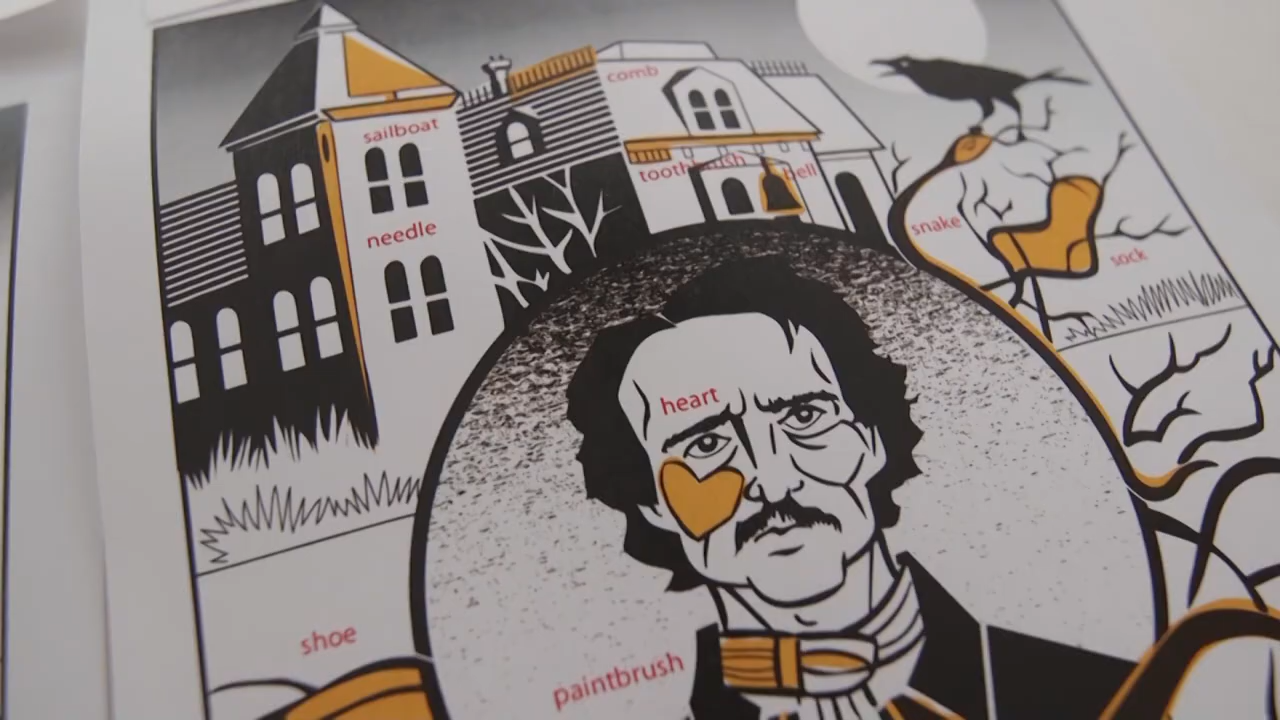 comb
sailboat
toothbrush
bell
needle
snake
sock
heart
shoe
paintbrush